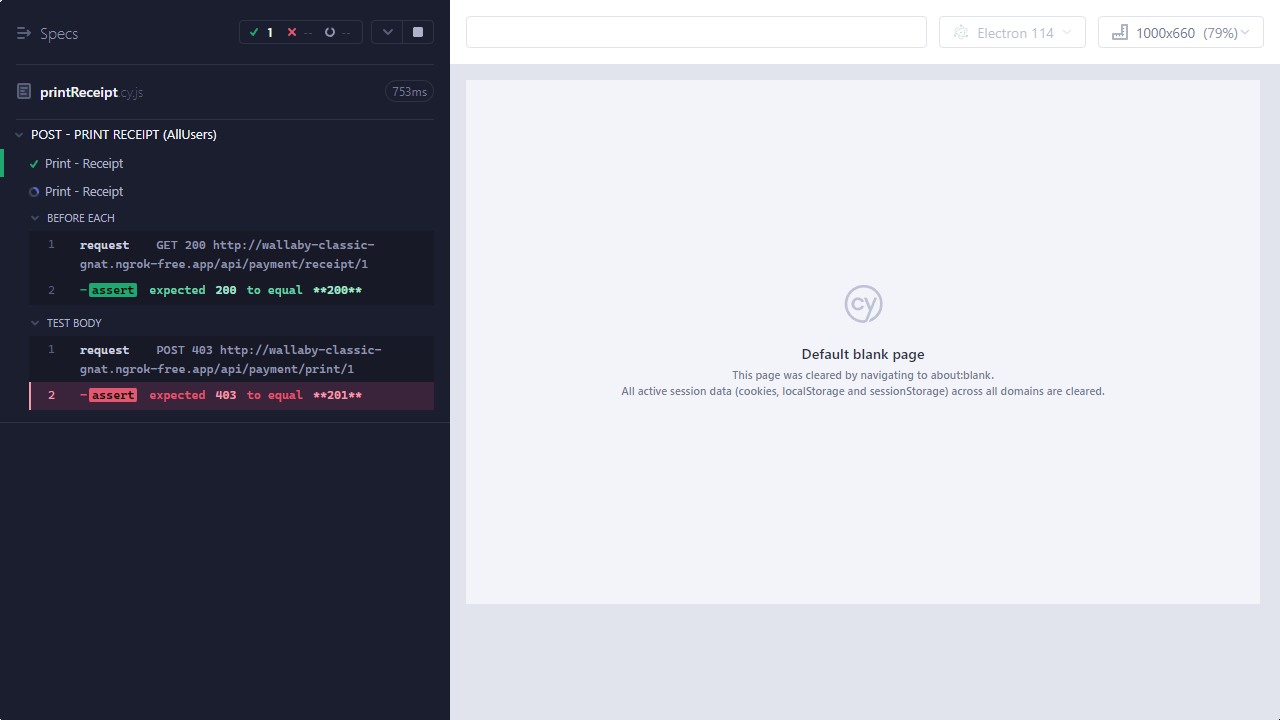 Specs
1 -- --
printReceipt.cy.js 753ms
POST - PRINT RECEIPT (AllUsers)
Print - Receipt
Print - Receipt
BEFORE EACH
1 request GET 200 http://wallaby-classic-
gnat.ngrok-free.app/api/payment/receipt/1
2 -assert expected 200 to equal **200**
TEST BODY
1 request POST 403 http://wallaby-classic-
gnat.ngrok-free.app/api/payment/print/1
2 -assert expected 403 to equal **201**
Electron 114
1000x660 (79%)
cy
Default blank page
This page was cleared by navigating to about:blank.
All active session data (cookies, localStorage and sessionStorage) across all domains are cleared.